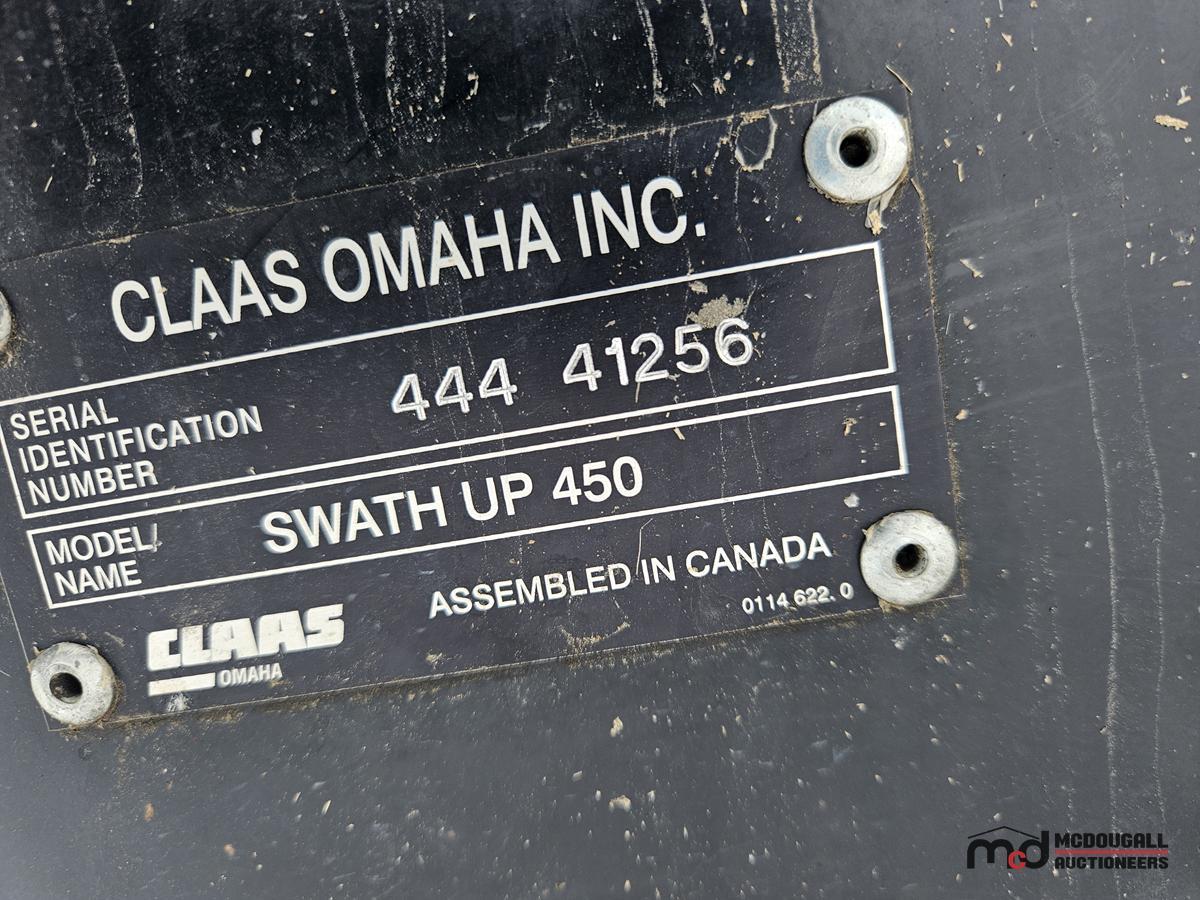 CLAAS OMAHA INC.
SERIAL
IDENTIFICATION
NUMBER
444 41256
MODEL/
NAME
SWATH UP 450
ASSEMBLED IN CANADA
0114 622. 0
CLAAS
OMAHA
mcd MCDOUGALL
AUCTIONEERS